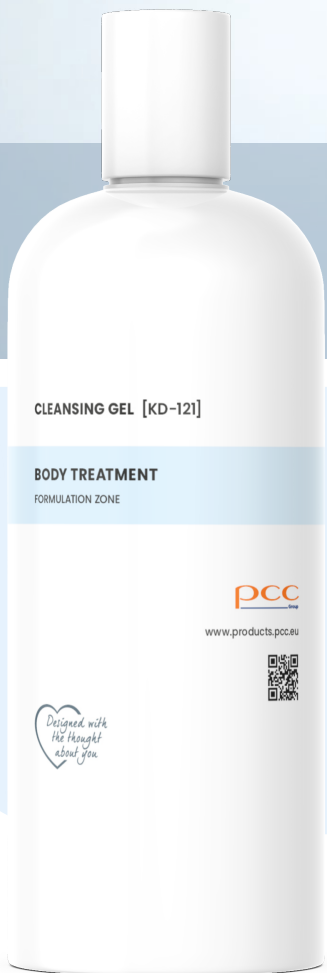 CLEANSING GEL [KD-121]
BODY TREATMENT
FORMULATION ZONE
pcc
Group
www.products.pcc.eu
Designed with
the thought
about you